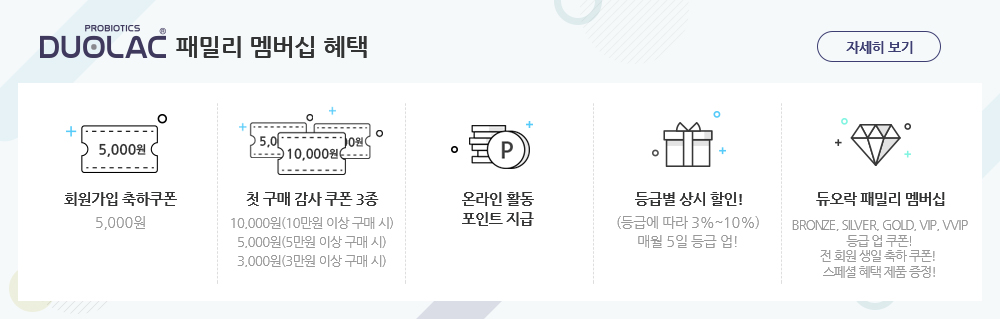 PROBIOTICS
DUOLAC® 패밀리 멤버십 혜택
자세히 보기
5,000원
회원가입 축하쿠폰
5,000원
5,0
00원
10,000원
첫 구매 감사 쿠폰 3종
10,000원(10만원 이상 구매 시)
5,000원(5만원 이상 구매 시)
3,000원(3만원 이상 구매 시)
P
온라인 활동
포인트 지급
등급별 상시 할인!
(등급에 따라 3%~10%)
매월 5일 등급 업!
듀오락 패밀리 멤버십
BRONZE, SILVER, GOLD, VIP, VVIP
등급 업 쿠폰!
전 회원 생일 축하 쿠폰!
스페셜 혜택 제품 증정!